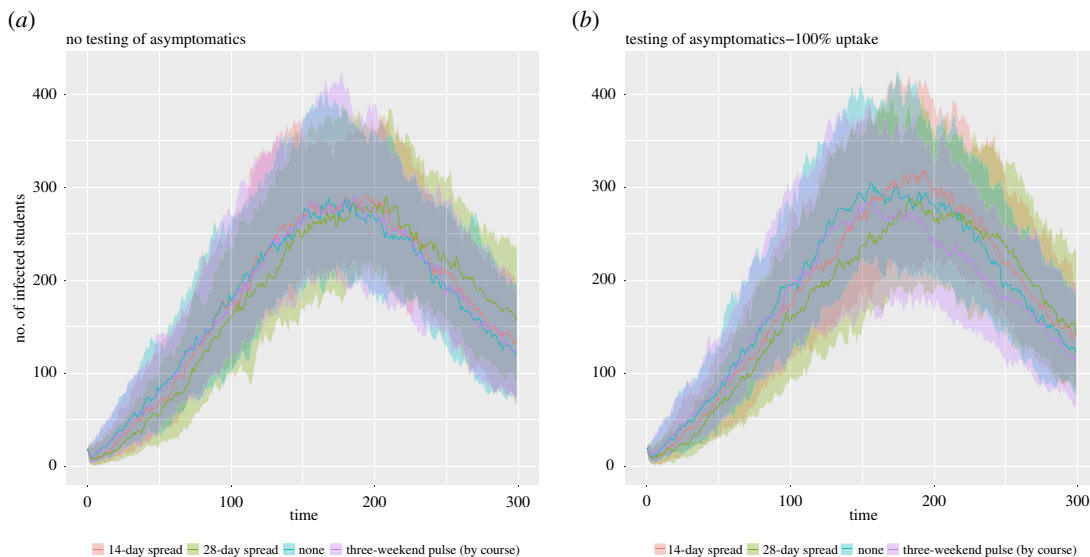 (a)
no testing of asymptomatics
no. of infected students
400
300
200
100
0
0 100 200 300
time
14-day spread 28-day spread none three-weekend pulse (by course)
(b)
testing of asymptomatics–100% uptake
400
300
200
100
0
0 100 200 300
time
14-day spread 28-day spread none three-weekend pulse (by course)